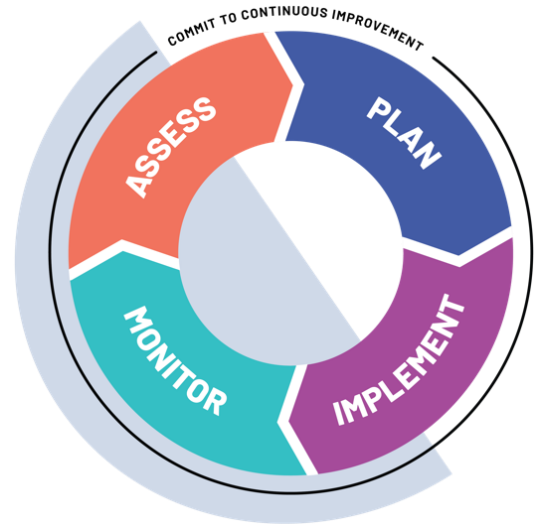 COMMIT TO CONTINUOUS IMPROVEMENT
ASSESS
PLAN
MONITOR
IMPLEMENT